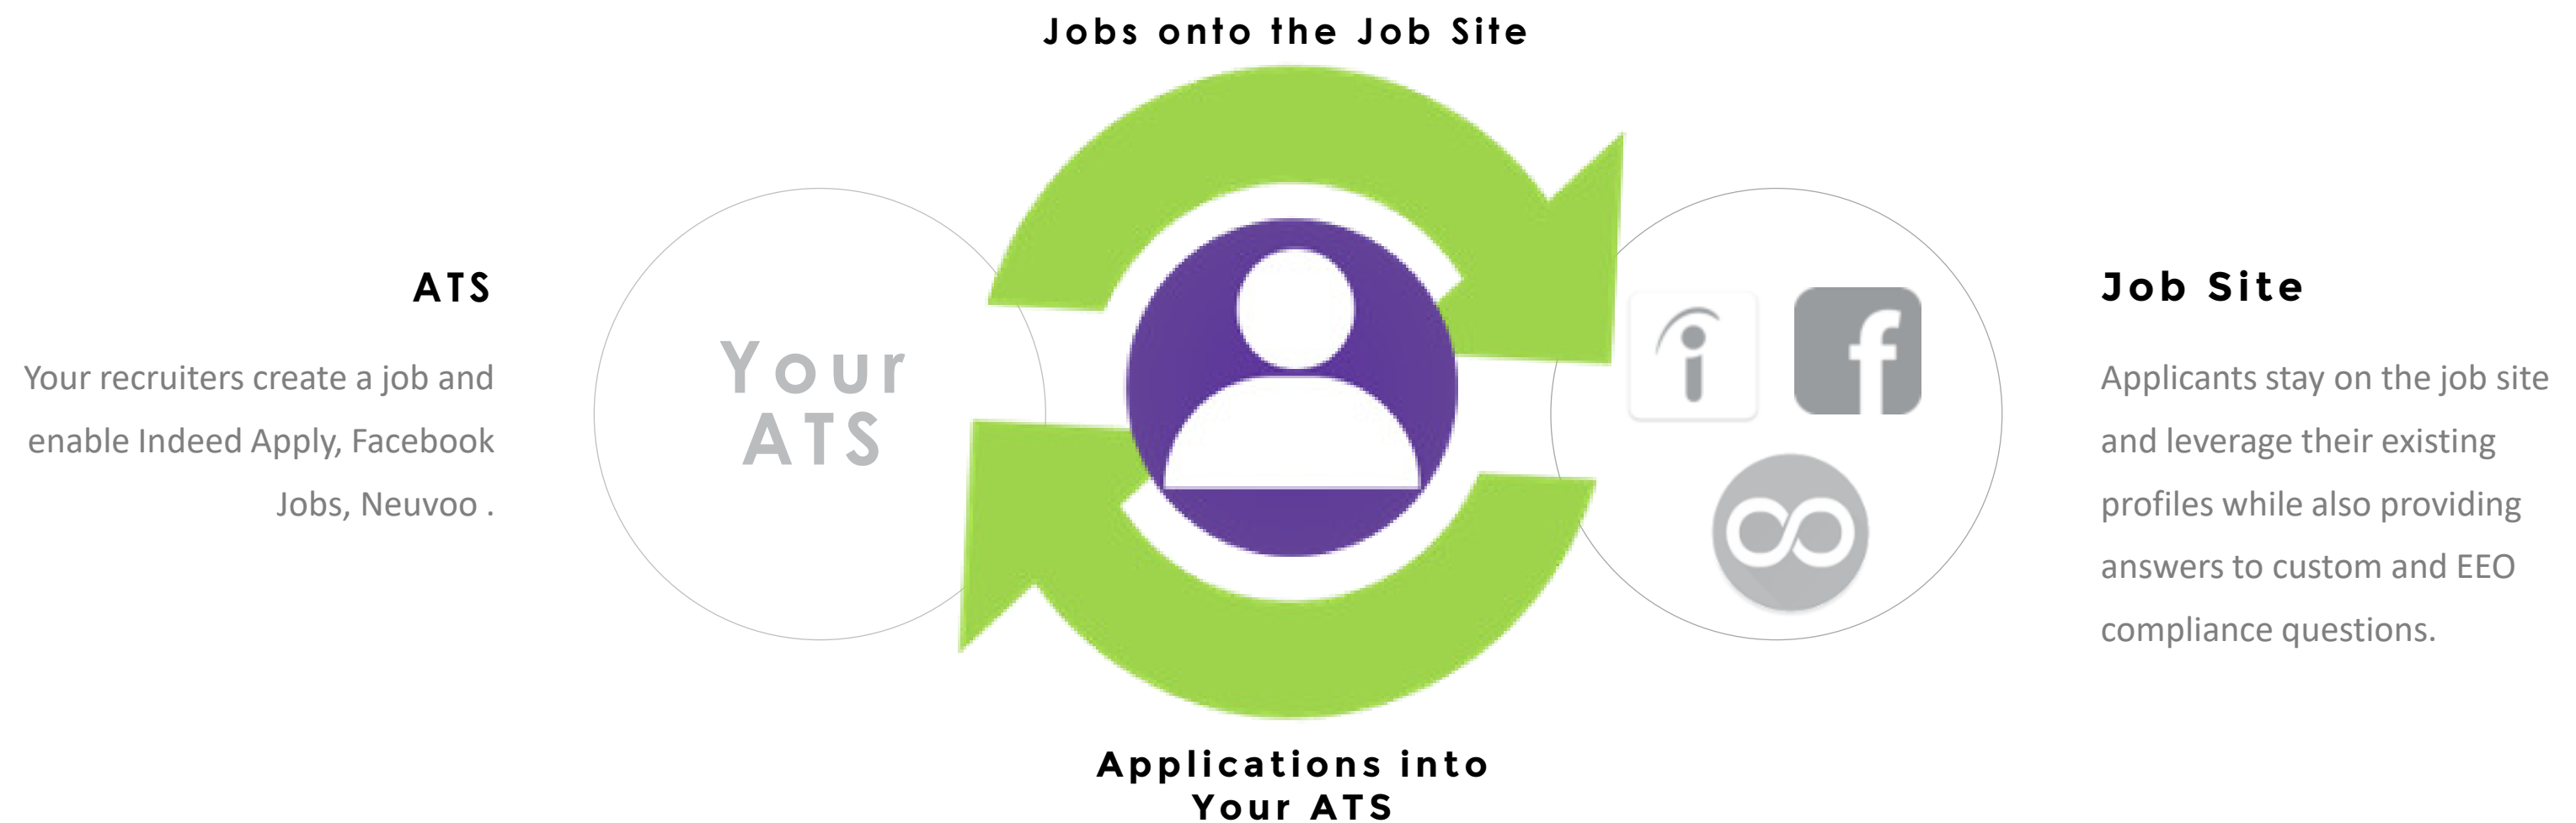 Jobs onto the Job Site
ATS
Your recruiters create a job and
enable Indeed Apply, Facebook
Jobs, Neuvoo .
Your
ATS
i
f
Job Site
Applicants stay on the job site
and leverage their existing
profiles while also providing
answers to custom and EEO
compliance questions.
Applications into
Your ATS